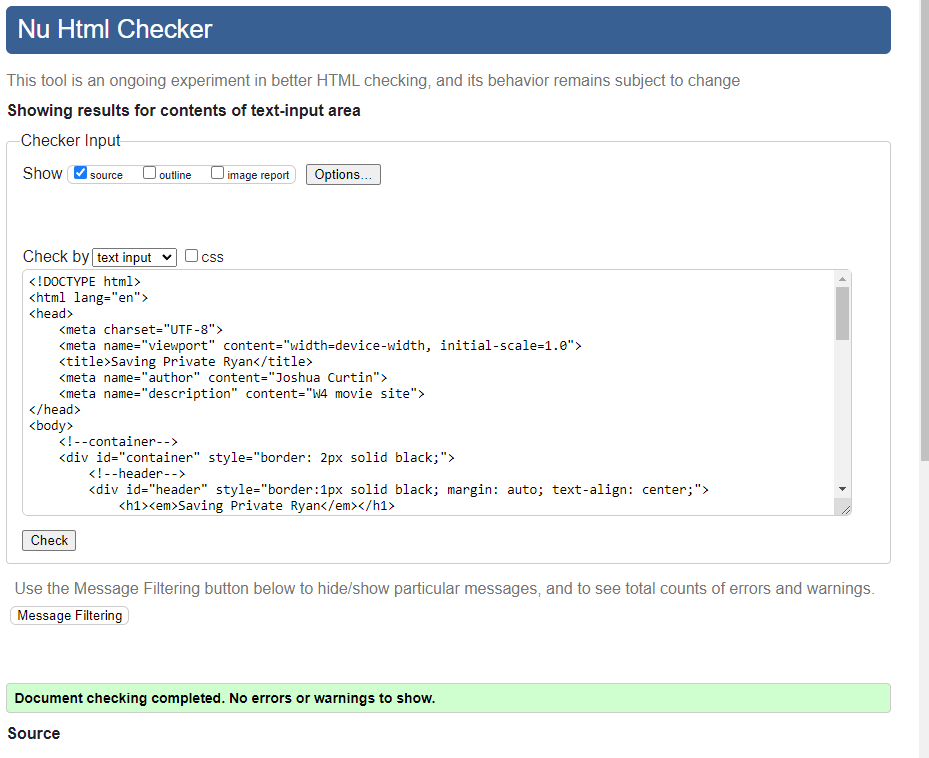 Nu Html Checker
This tool is an ongoing experiment in better HTML checking, and its behavior remains subject to change
Showing results for contents of text-input area
Checker Input
Show source outline image report Options...
Check by text input css
<!DOCTYPE html>
<html lang="en">
<head>
    <meta charset="UTF-8">
    <meta name="viewport" content="width=device-width, initial-scale=1.0">
    <title>Saving Private Ryan</title>
    <meta name="author" content="Joshua Curtin">
    <meta name="description" content="W4 movie site">
</head>
<body>
    <!--container-->
    <div id="container" style="border: 2px solid black;">
        <!--header-->
        <div id="header" style="border:1px solid black; margin: auto; text-align: center;">
            <h1><em>Saving Private Ryan</em></h1>
Check
Use the Message Filtering button below to hide/show particular messages, and to see total counts of errors and warnings.
Message Filtering
Document checking completed. No errors or warnings to show.
Source